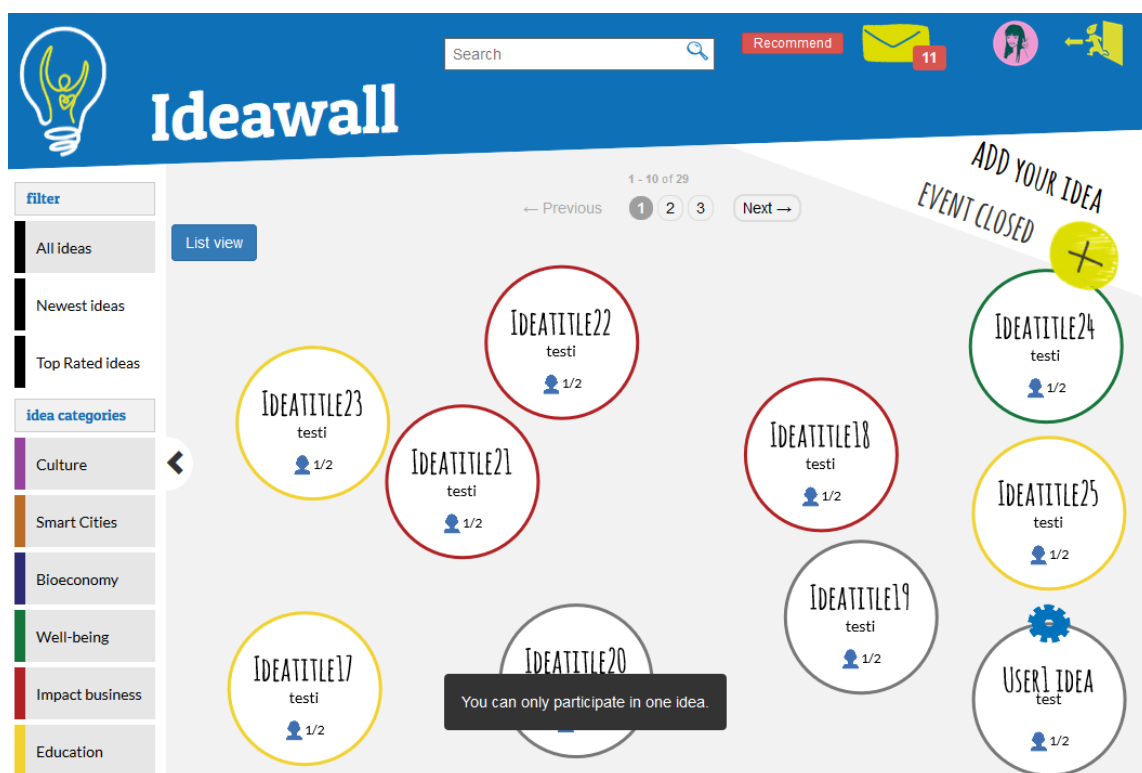 Search
Recommend
11
Ideawall
ADD YOUR IDEA
EVENT CLOSED
1 - 10 of 29
← Previous
1
2
3
Next →
filter
All ideas
Newest ideas
Top Rated ideas
idea categories
Culture
Smart Cities
Bioeconomy
Well-being
Impact business
Education
List view
Ideatitle22
testi
1/2
Ideatitle24
testi
1/2
Ideatitle23
testi
1/2
Ideatitle21
testi
1/2
Ideatitle18
testi
1/2
Ideatitle25
testi
1/2
Ideatitle19
testi
1/2
Ideatitle17
testi
1/2
Ideatitle20
You can only participate in one idea.
User1 idea
test
1/2